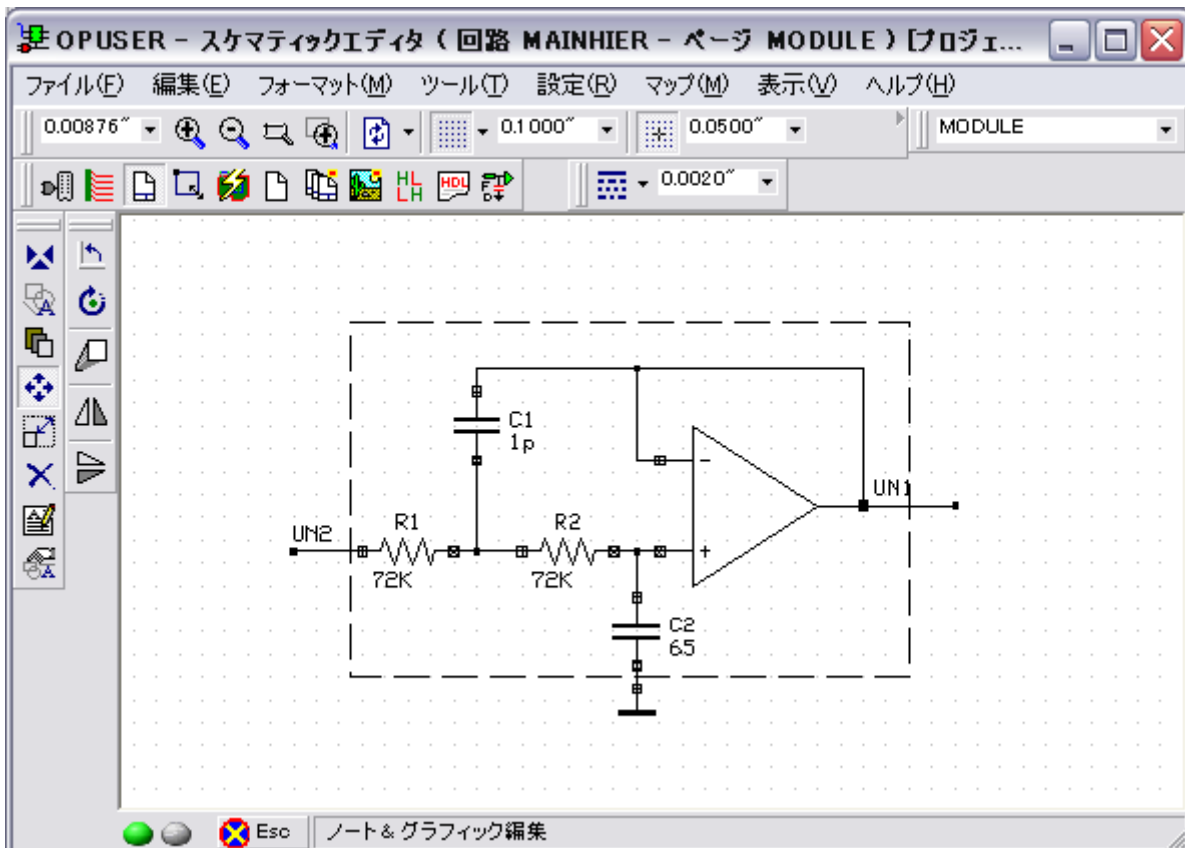 OPUSER - スケマティックエディタ ( 回路 MAINHIER - ページ MODULE ) [プロジェ...
ファイル(F) 編集(E) フォーマット(M) ツール(T) 設定(R) マップ(M) 表示(V) ヘルプ(H)
0.00876" 0.1000" 0.0500" MODULE
HL LH HDL 0.0020"
C1
1p
UN1
UN2 R1 R2
72K 72K
C2
65
Esc ノート&グラフィック編集